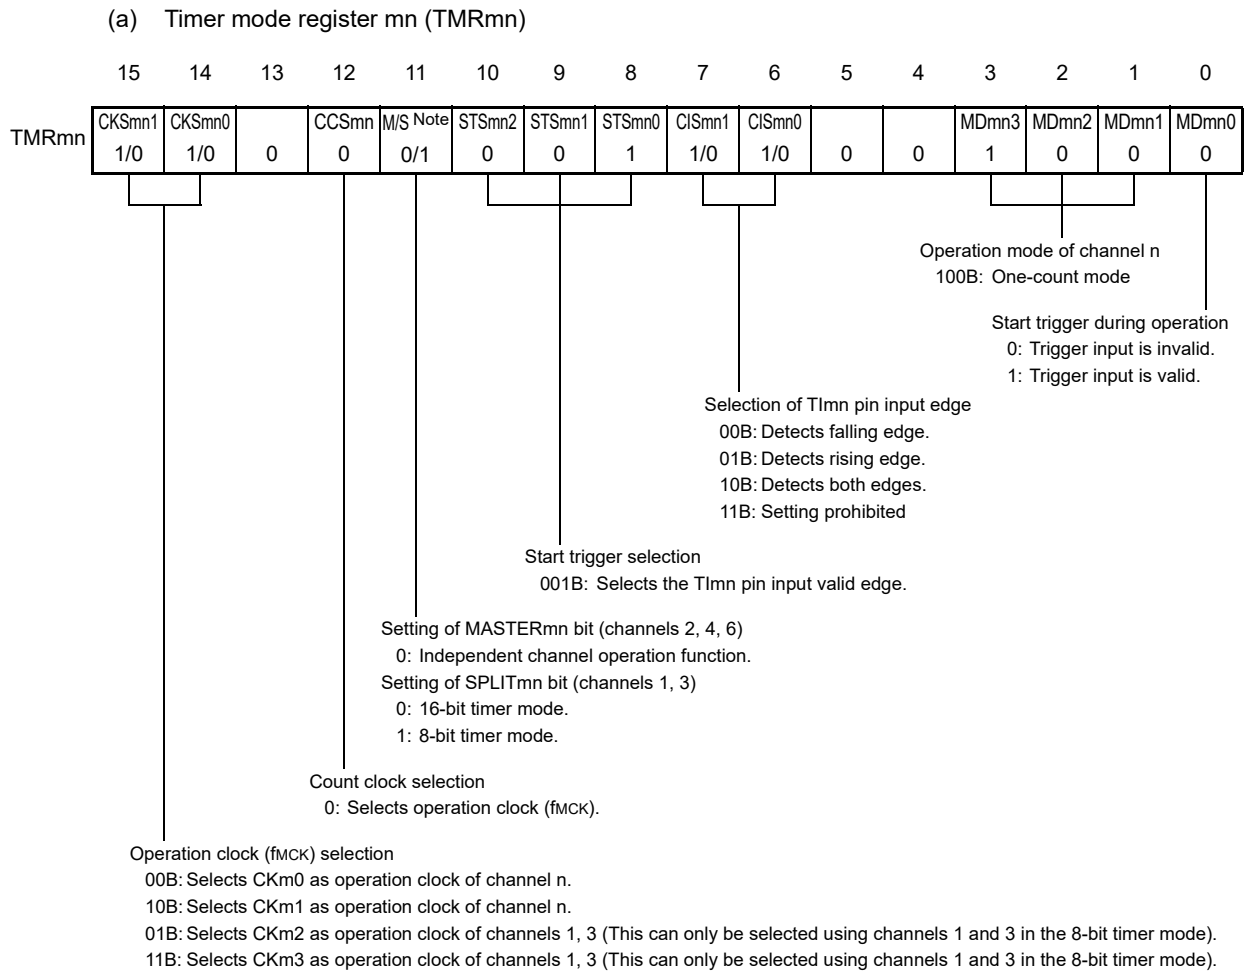 (a) Timer mode register mn (TMRmn)
15 14 13 12 11 10 9 8 7 6 5 4 3 2 1 0
TMRmn CKSmn1 CKSmn0 CCSmn M/S Note STSmn2 STSmn1 STSmn0 CISmn1 CISmn0 MDmn3 MDmn2 MDmn1 MDmn0
1/0 1/0 0 0 0/1 0 0 1 1/0 1/0 0 0 1 0 0 0
Operation mode of channel n
100B: One-count mode
Start trigger during operation
0: Trigger input is invalid.
1: Trigger input is valid.
Selection of TImn pin input edge
00B: Detects falling edge.
01B: Detects rising edge.
10B: Detects both edges.
11B: Setting prohibited
Start trigger selection
001B: Selects the TImn pin input valid edge.
Setting of MASTERmn bit (channels 2, 4, 6)
0: Independent channel operation function.
Setting of SPLITmn bit (channels 1, 3)
0: 16-bit timer mode.
1: 8-bit timer mode.
Count clock selection
0: Selects operation clock (fMCK).
Operation clock (fMCK) selection
00B: Selects CKm0 as operation clock of channel n.
10B: Selects CKm1 as operation clock of channel n.
01B: Selects CKm2 as operation clock of channels 1, 3 (This can only be selected using channels 1 and 3 in the 8-bit timer mode).
11B: Selects CKm3 as operation clock of channels 1, 3 (This can only be selected using channels 1 and 3 in the 8-bit timer mode).